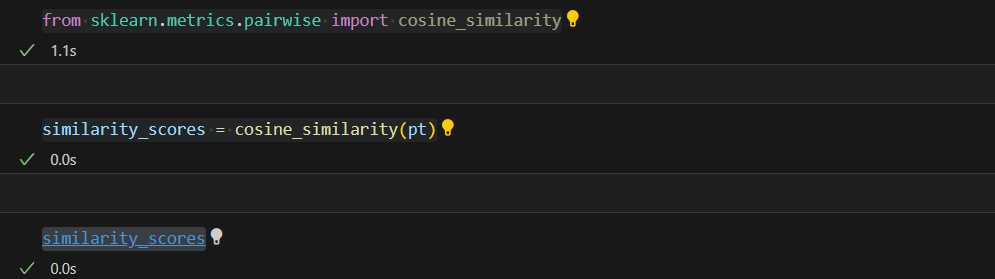 from sklearn.metrics.pairwise import cosine_similarity
1.1s
similarity_scores = cosine_similarity(pt)
0.0s
similarity_scores
0.0s